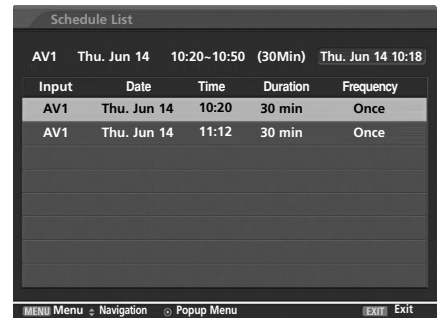 Schedule List
AV1 Thu. Jun 14 10:20~10:50 (30Min) Thu. Jun 14 10:18
Input Date Time Duration Frequency
AV1 Thu. Jun 14 10:20 30 min Once
AV1 Thu. Jun 14 11:12 30 min Once
MENU Menu Navigation Popup Menu EXIT Exit